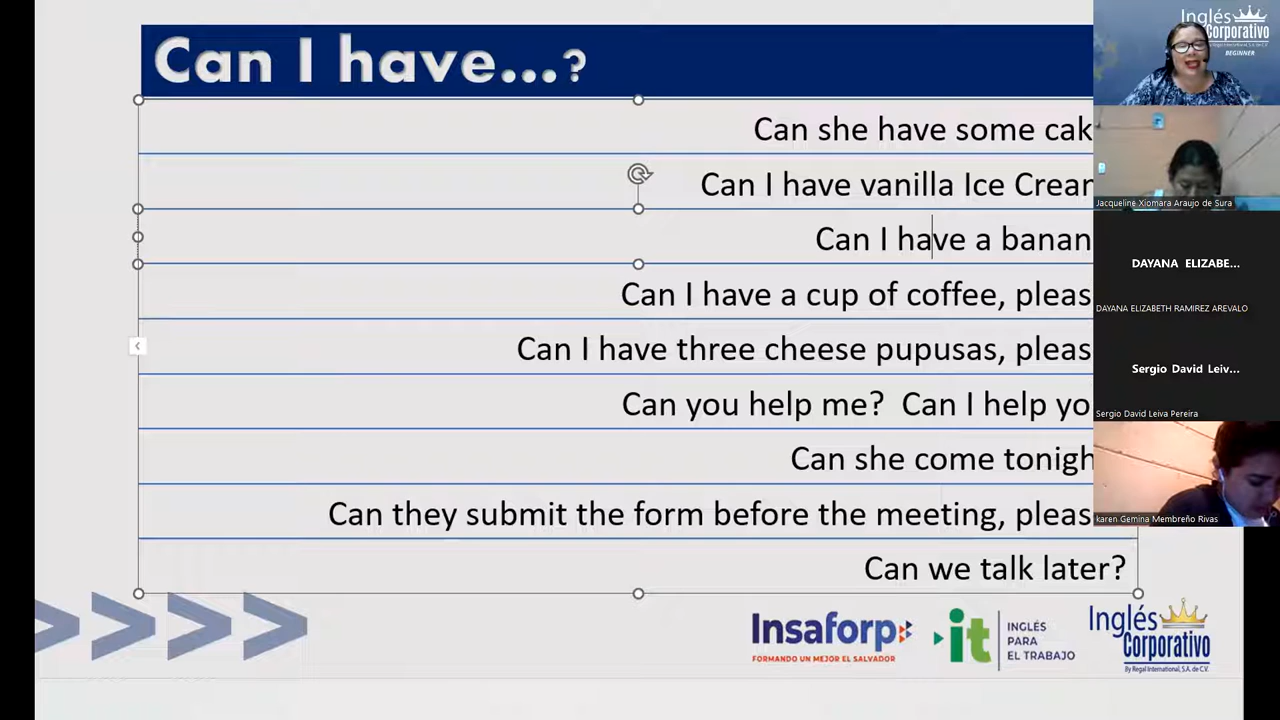 Can I have...?
Can she have some cak
Can I have vanilla Ice Crear
Can I have a banan
Can I have a cup of coffee, pleas
Can I have three cheese pupusas, pleas
Can you help me? Can I help yo
Can she come tonigh
Can they submit the form before the meeting, pleas
Can we talk later?
Insaforp
FORMANDO UN MEJOR EL SALVADOR
it
INGLÉS
PARA
EL TRABAJO
Inglés
Corporativo
By Regal International, S.A. de C.V.
Inglés
Corporativo
BEGINNER
Jacqueline Xiomara Araujo de Sura
DAYANA ELIZABE...
DAYANA ELIZABETH RAMIREZ AREVALO
Sergio David Leiv...
Sergio David Leiva Pereira
karen Gemina Membreño Rivas